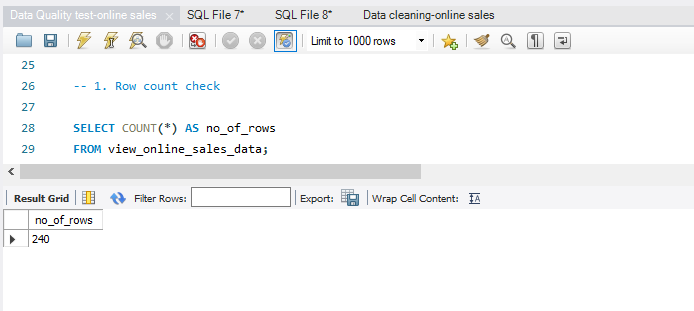 Data Quality test-online sales SQL File 7* SQL File 8* Data cleaning-online sales
Limit to 1000 rows
25
26 -- 1. Row count check
27
28 SELECT COUNT(*) AS no_of_rows
29 FROM view_online_sales_data;
Result Grid Filter Rows: Export: Wrap Cell Content: IA
no_of_rows
240